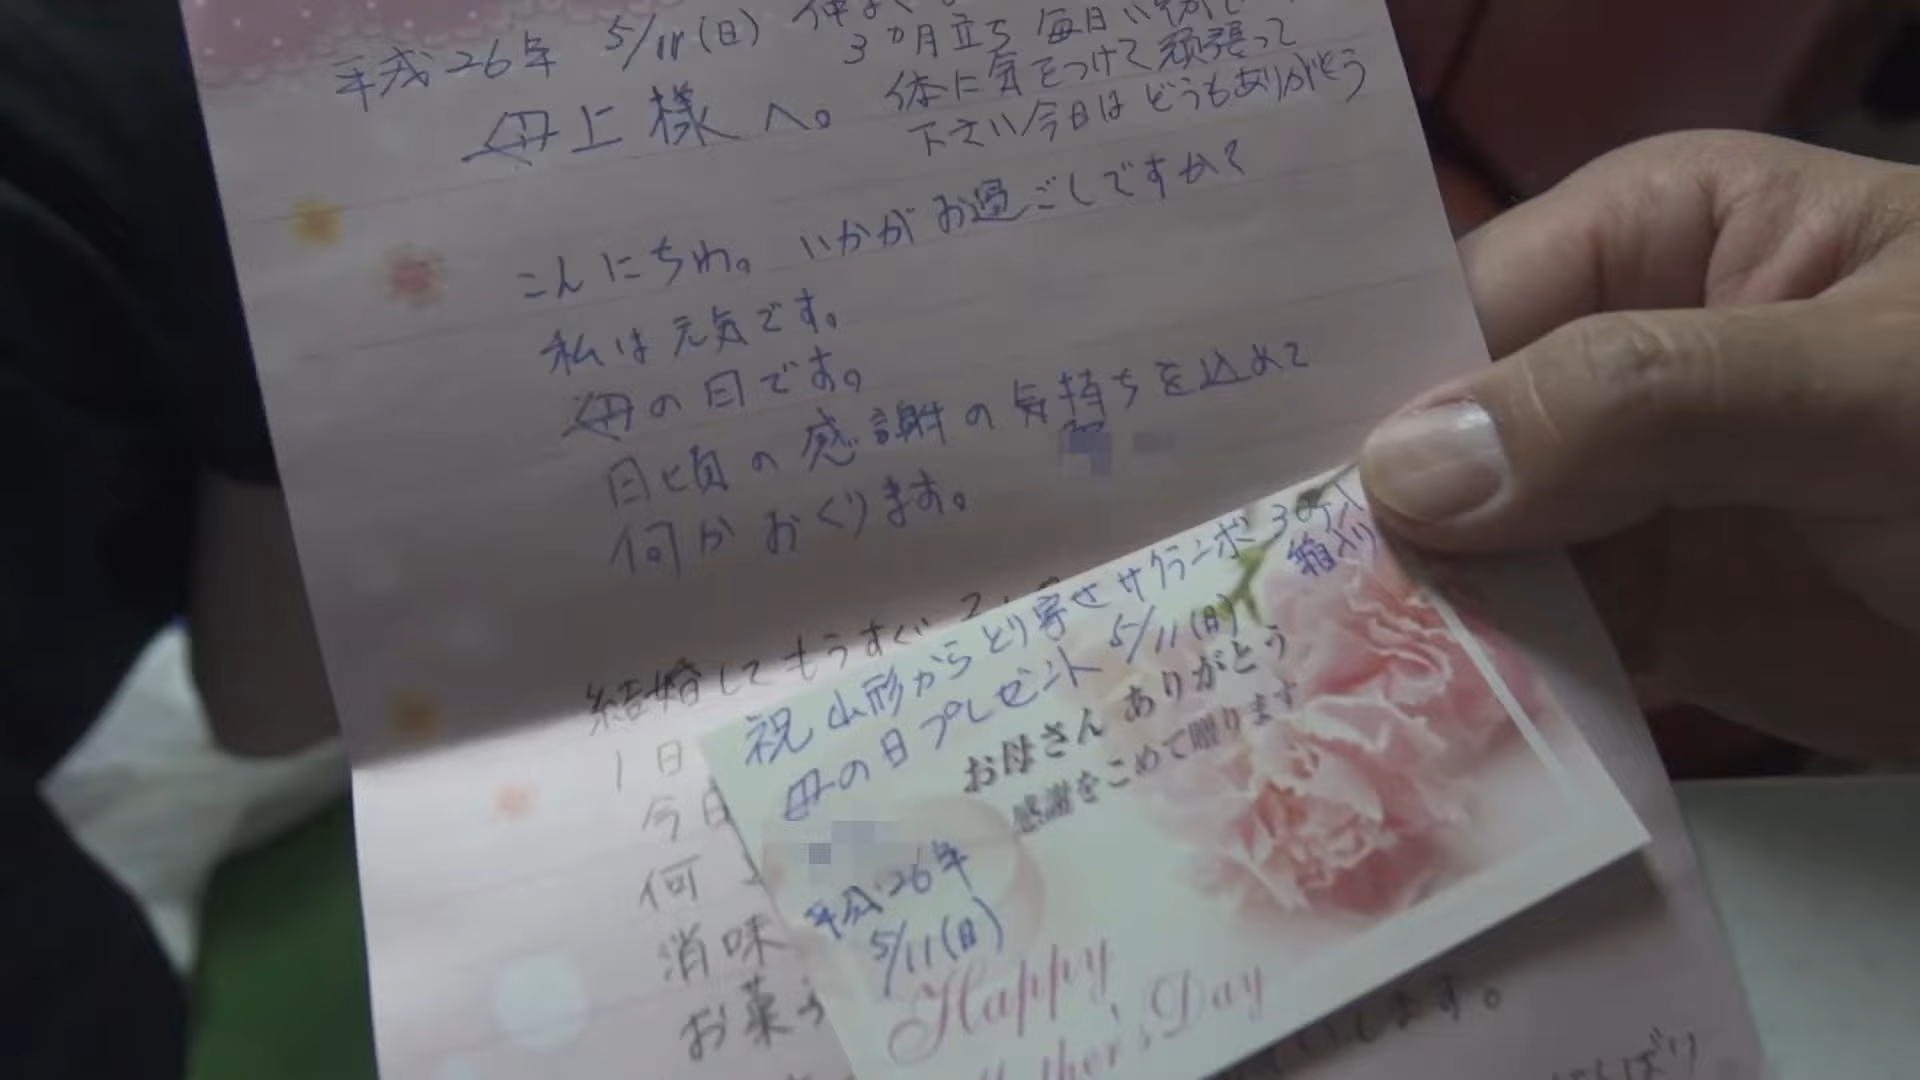 平成26年 5/11(日)
3か月立ち 毎日
体に気をつけて頑張って
下さい今日はどうもありがとう
母上様へ。
こんにちわ。いかがお過ごしですか?
私は元気です。
母の日です。
日頃の感謝の気持ちを込めて
何かおくります。
結婚してもうすぐ
1日
今日
何
消味
お菓子
祝山形からとり寄せサクランボ30ケ入
箱入り
母の日プレゼント 5/11(日)
お母さんありがとう
感謝をこめて贈ります
平成26年
5/11(日)
Happy
Mother's Day
します。